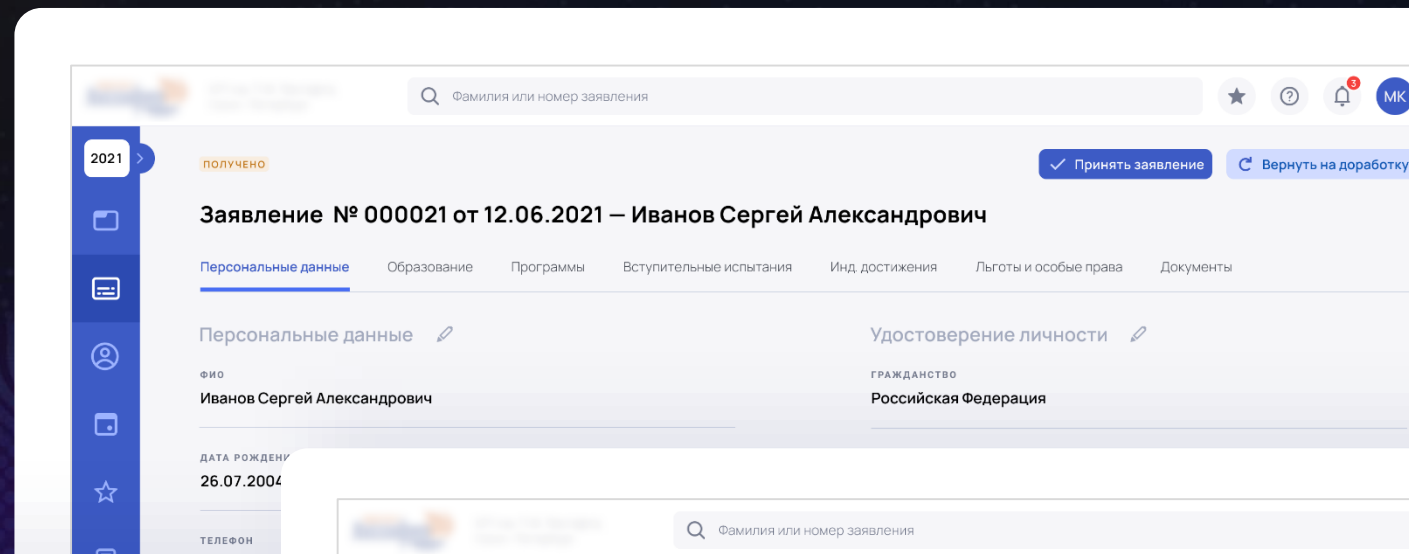 Фамилия или номер заявления
3
МК
2021
ПОЛУЧЕНО
Принять заявление
Вернуть на доработку
Заявление № 000021 от 12.06.2021 — Иванов Сергей Александрович
Персональные данные Образование Программы Вступительные испытания Инд. достижения Льготы и особые права Документы
Персональные данные
Удостоверение личности
ФИО
Иванов Сергей Александрович
ГРАЖДАНСТВО
Российская Федерация
ДАТА РОЖДЕНИ
26.07.2004
ТЕЛЕФОН
Фамилия или номер заявления